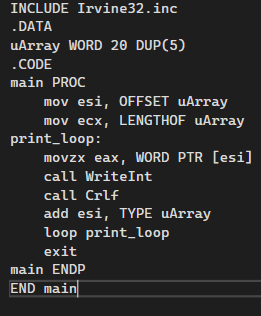 INCLUDE Irvine32.inc
.DATA
uArray WORD 20 DUP(5)
.CODE
main PROC
    mov esi, OFFSET uArray
    mov ecx, LENGTHOF uArray
print_loop:
    movzx eax, WORD PTR [esi]
    call WriteInt
    call Crlf
    add esi, TYPE uArray
    loop print_loop
    exit
main ENDP
END main